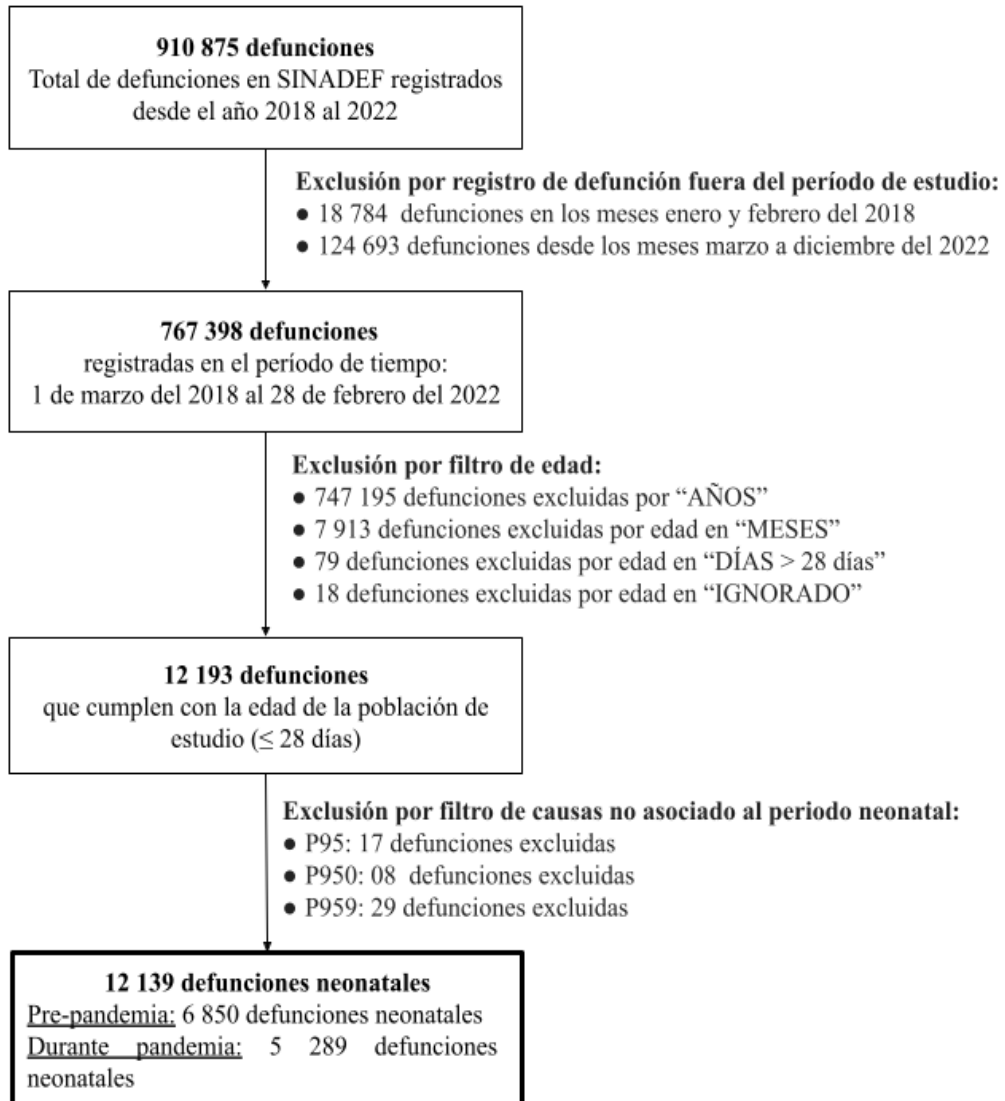 910 875 defunciones
Total de defunciones en SINADEF registrados
desde el año 2018 al 2022
Exclusión por registro de defunción fuera del período de estudio:
● 18 784 defunciones en los meses enero y febrero del 2018
● 124 693 defunciones desde los meses marzo a diciembre del 2022
767 398 defunciones
registradas en el período de tiempo:
1 de marzo del 2018 al 28 de febrero del 2022
Exclusión por filtro de edad:
● 747 195 defunciones excluidas por “AÑOS”
● 7 913 defunciones excluidas por edad en “MESES”
● 79 defunciones excluidas por edad en “DÍAS > 28 días”
● 18 defunciones excluidas por edad en “IGNORADO”
12 193 defunciones
que cumplen con la edad de la población de
estudio (≤ 28 días)
Exclusión por filtro de causas no asociado al periodo neonatal:
● P95: 17 defunciones excluidas
● P950: 08 defunciones excluidas
● P959: 29 defunciones excluidas
12 139 defunciones neonatales
Pre-pandemia: 6 850 defunciones neonatales
Durante pandemia: 5 289 defunciones
neonatales